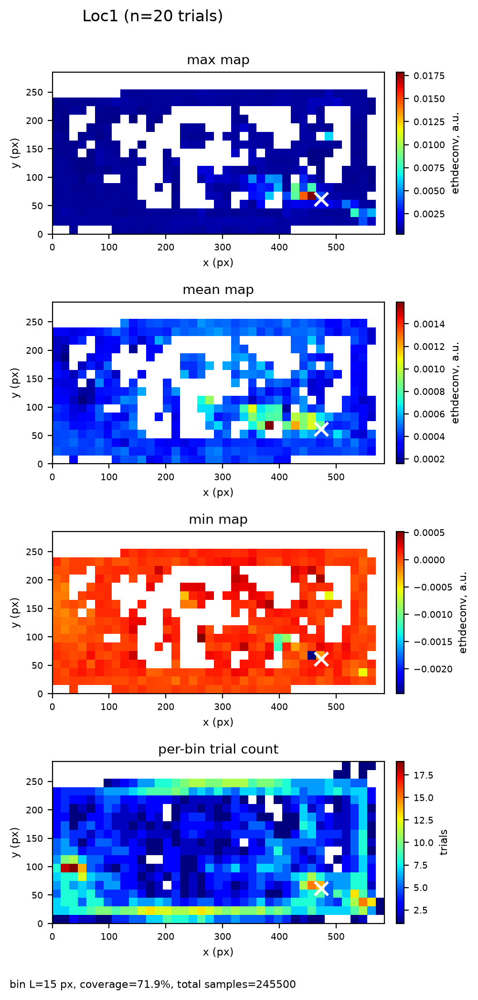 Loc1 (n=20 trials)
max map
0.0175
0.0150
0.0125
0.0100
0.0075
0.0050
0.0025
ethdeconv, a.u.
250
200
150
100
50
0
y (px)
0 100 200 300 400 500
x (px)
mean map
0.0014
0.0012
0.0010
0.0008
0.0006
0.0004
0.0002
ethdeconv, a.u.
250
200
150
100
50
0
y (px)
0 100 200 300 400 500
x (px)
min map
0.0005
0.0000
−0.0005
−0.0010
−0.0015
−0.0020
ethdeconv, a.u.
250
200
150
100
50
0
y (px)
0 100 200 300 400 500
x (px)
per-bin trial count
17.5
15.0
12.5
10.0
7.5
5.0
2.5
trials
250
200
150
100
50
0
y (px)
0 100 200 300 400 500
x (px)
bin L=15 px, coverage=71.9%, total samples=245500